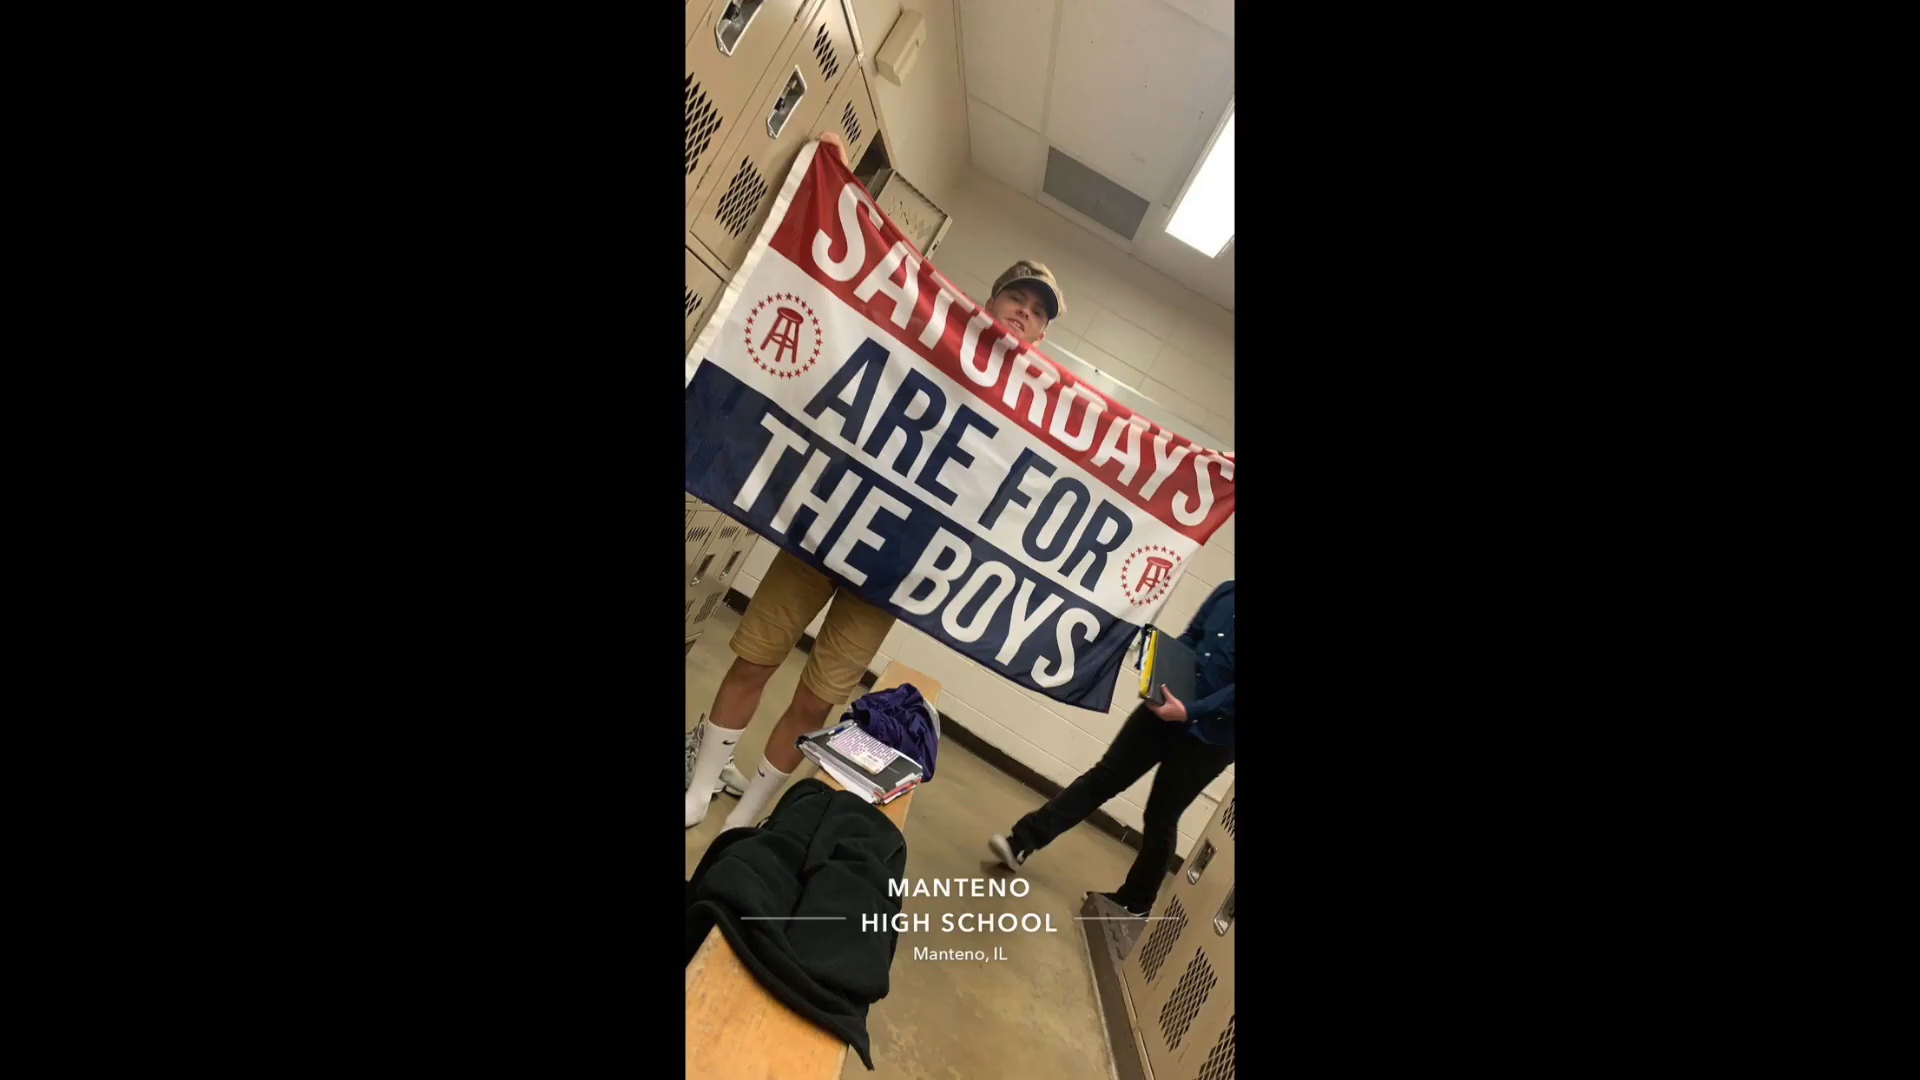 SATURDAYS
ARE FOR
THE BOYS
MANTENO
HIGH SCHOOL
Manteno, IL